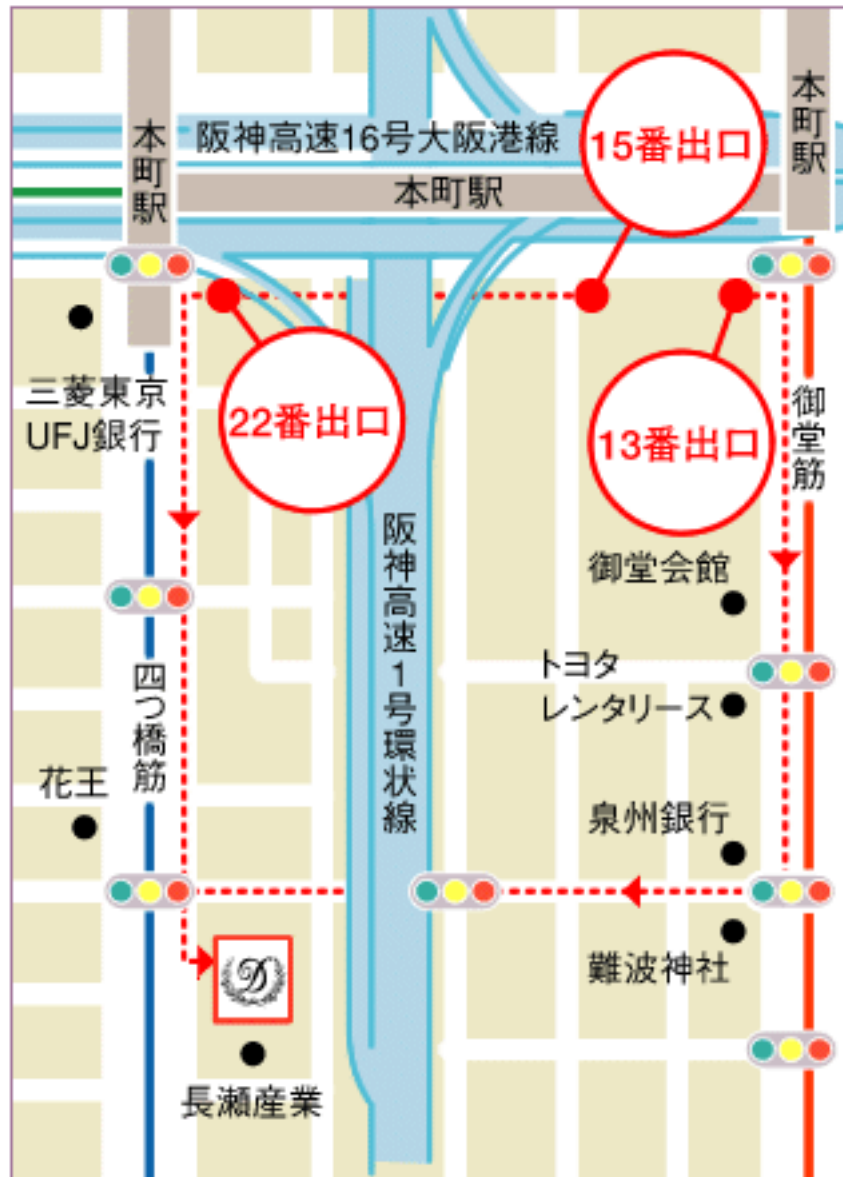 本町駅
阪神高速16号大阪港線
15番出口
本町駅
本町駅
三菱東京
UFJ銀行
22番出口
13番出口
御堂筋
阪神高速1号環状線
御堂会館
四つ橋筋
トヨタ
レンタリース
花王
泉州銀行
難波神社
D
長瀬産業